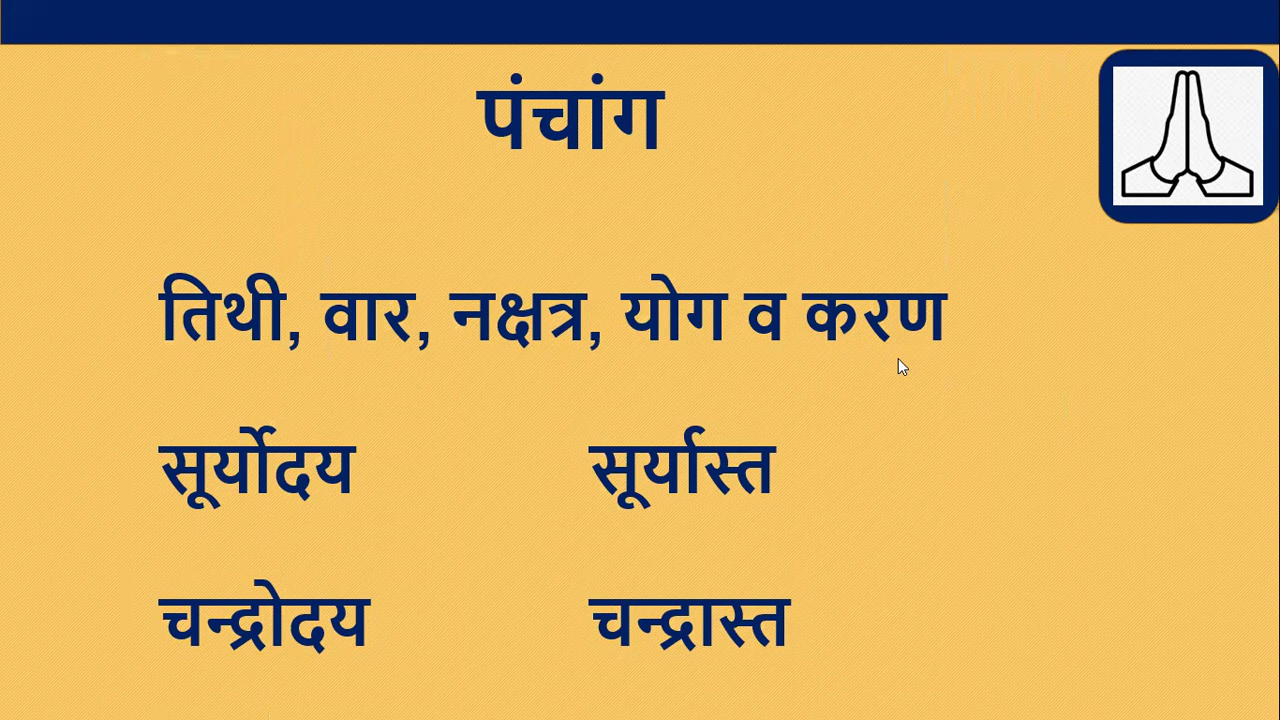 पंचांग
तिथी, वार, नक्षत्र, योग व करण
सूर्योदय सूर्यास्त
चन्द्रोदय चन्द्रास्त